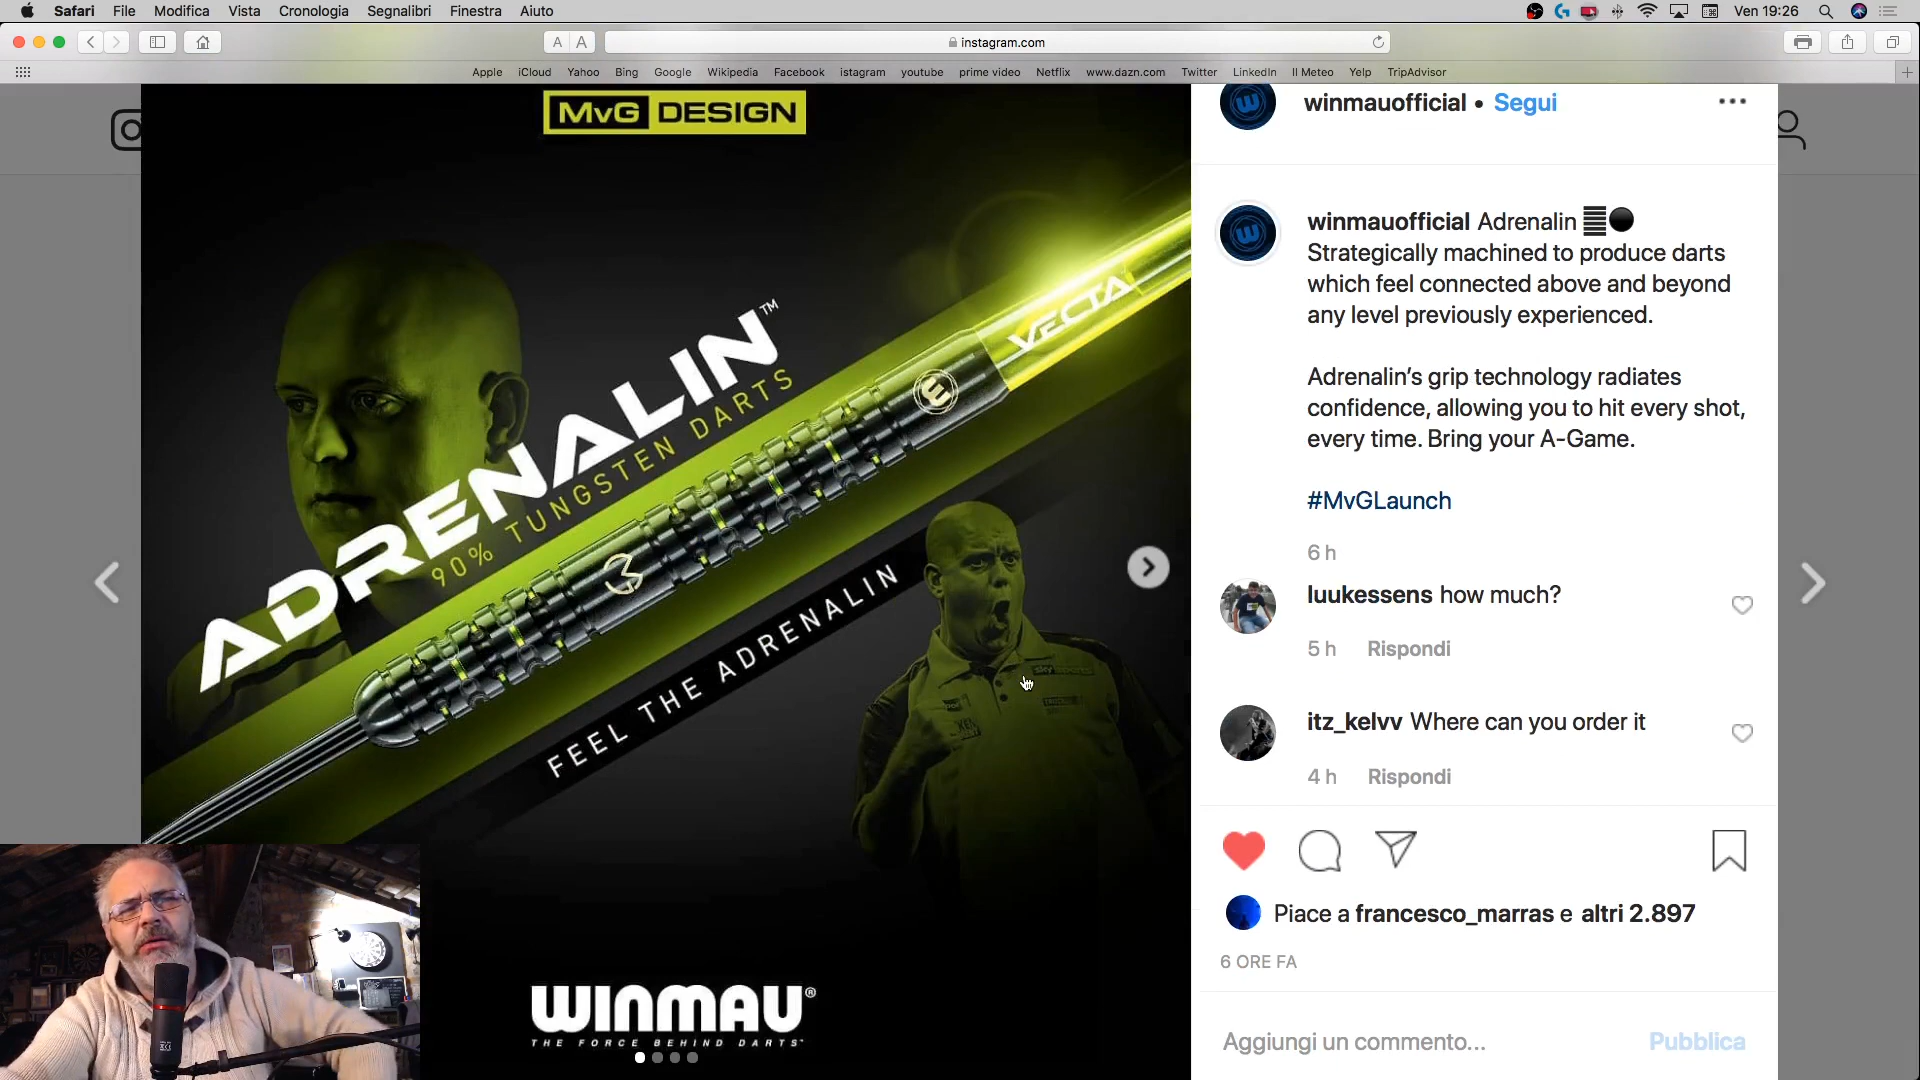 Safari File Modifica Vista Cronologia Segnalibri Finestra Aiuto
Ven 19:26
A A
instagram.com
Apple iCloud Yahoo Bing Google Wikipedia Facebook istagram youtube prime video Netflix www.dazn.com Twitter LinkedIn Il Meteo Yelp TripAdvisor
MvG DESIGN
VECTA
ADRENALIN™
90% TUNGSTEN DARTS
FEEL THE ADRENALIN
WINMAU®
THE FORCE BEHIND DARTS™
winmauofficial • Segui
winmauofficial Adrenalin
Strategically machined to produce darts
which feel connected above and beyond
any level previously experienced.
Adrenalin’s grip technology radiates
confidence, allowing you to hit every shot,
every time. Bring your A-Game.
#MvGLaunch
6 h
luukessens how much?
5 h Rispondi
itz_kelvv Where can you order it
4 h Rispondi
Piace a francesco_marras e altri 2.897
6 ORE FA
Aggiungi un commento... Pubblica